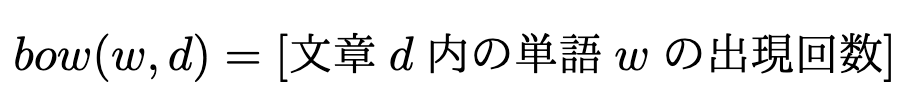 bow(w, d) = [文章 d 内の単語 w の出現回数]